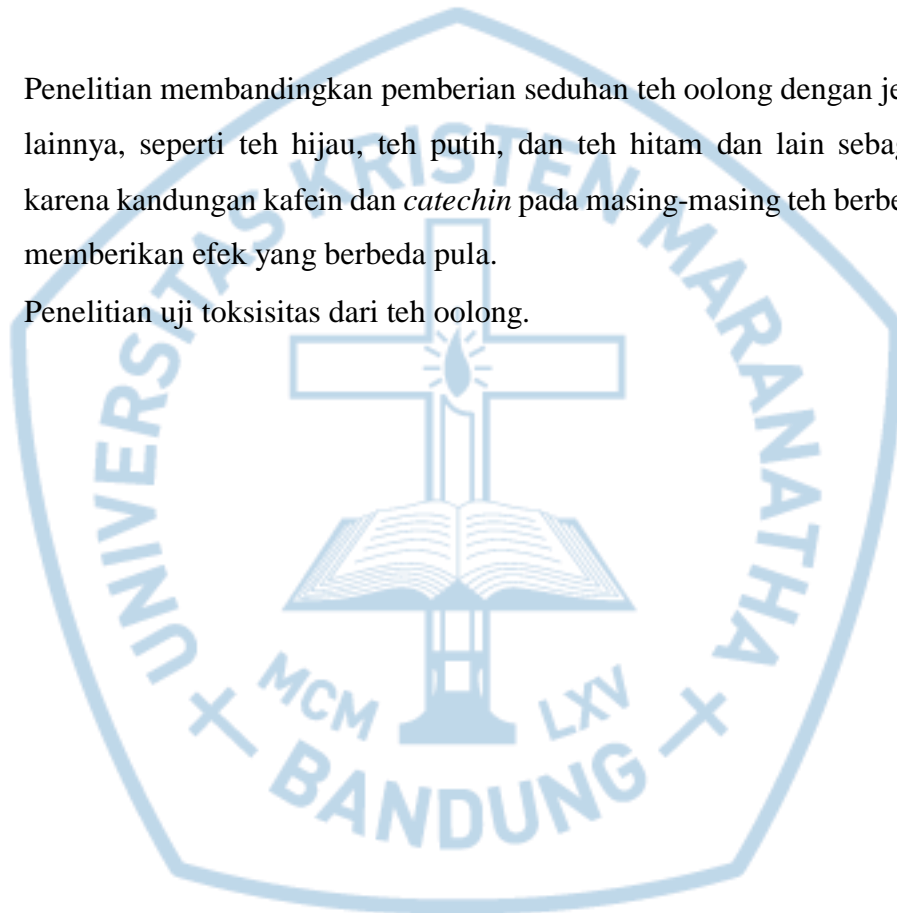 Penelitian membandingkan pemberian seduhan teh oolong dengan je
lainnya, seperti teh hijau, teh putih, dan teh hitam dan lain sebag
karena kandungan kafein dan catechin pada masing-masing teh berbe
memberikan efek yang berbeda pula.
Penelitian uji toksisitas dari teh oolong.
UNIVERSITAS KRISTEN MARANATHA
MCM LXV
BANDUNG